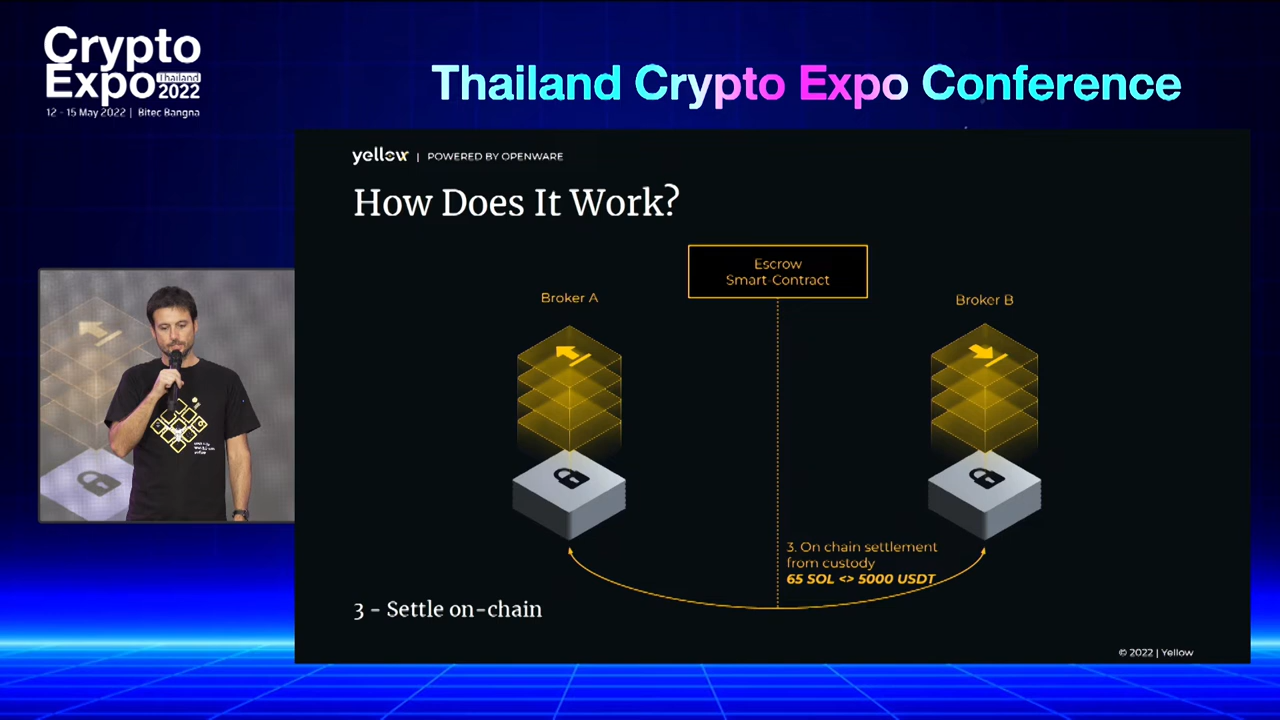 Crypto
Expo Thailand 2022
12 - 15 May 2022 | Bitec Bangna
Thailand Crypto Expo Conference
yellow | POWERED BY OPENWARE
How Does It Work?
Escrow
Smart-Contract
Broker A
Broker B
3. On chain settlement
from custody
65 SOL <> 5000 USDT
3 - Settle on-chain
© 2022 | Yellow